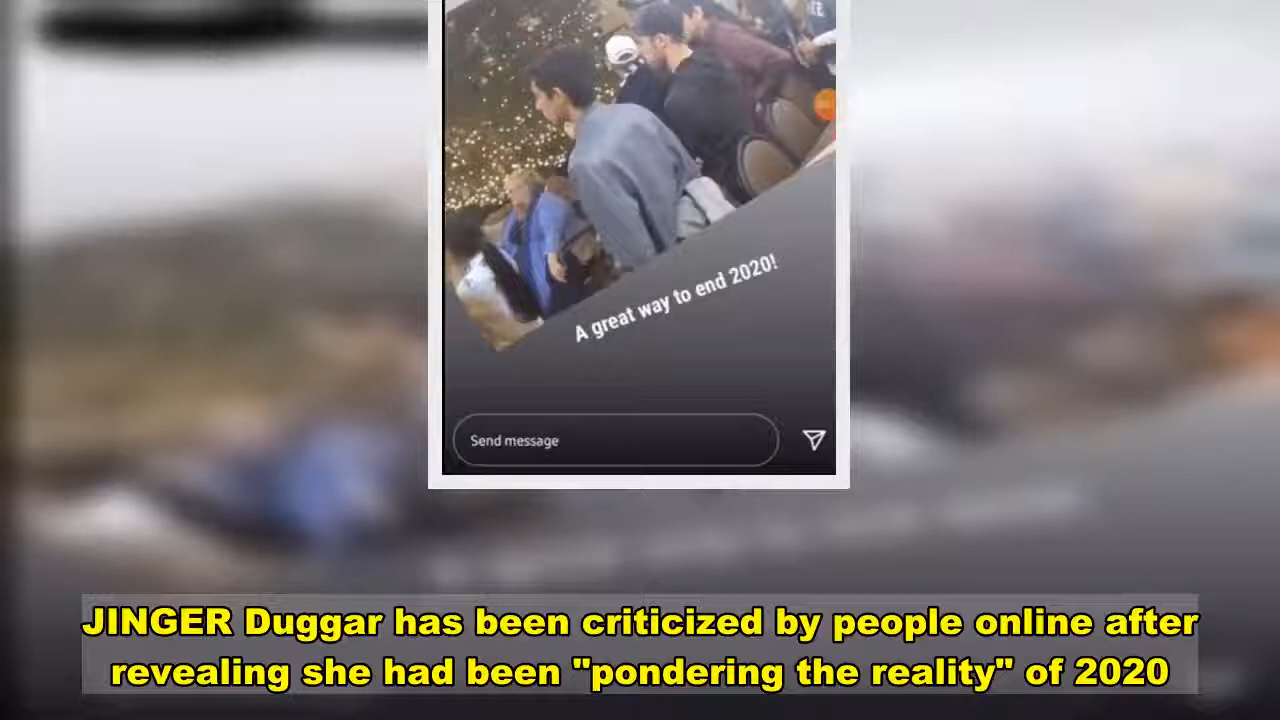 A great way to end 2020!
Send message
JINGER Duggar has been criticized by people online after
revealing she had been "pondering the reality" of 2020